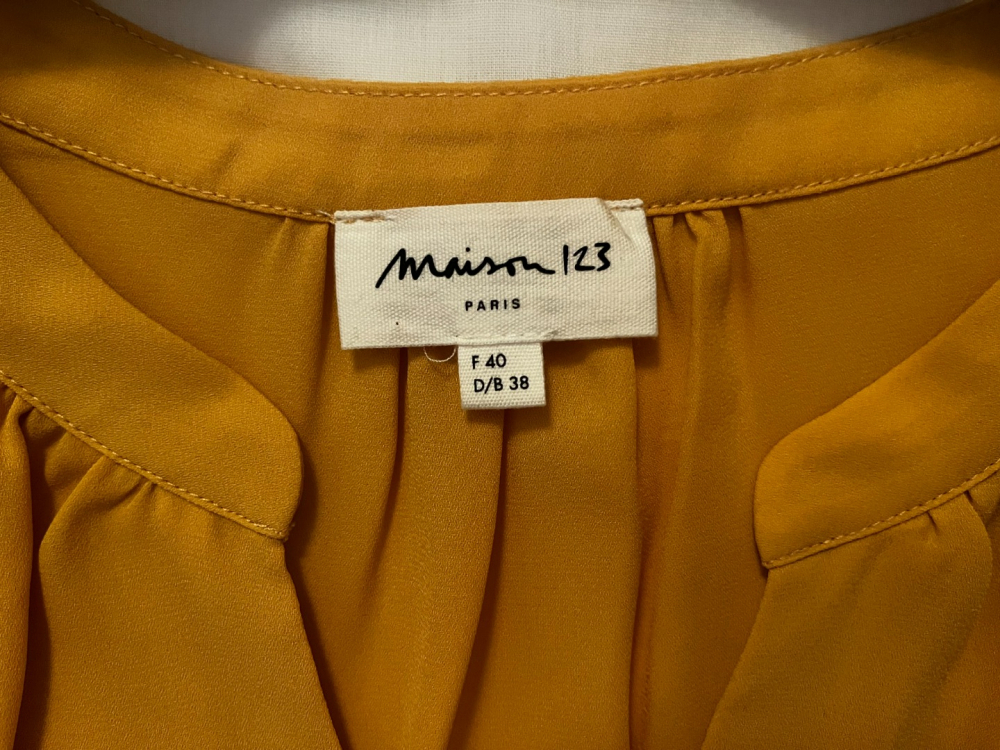 Maison 123
PARIS
F 40
D/B 38